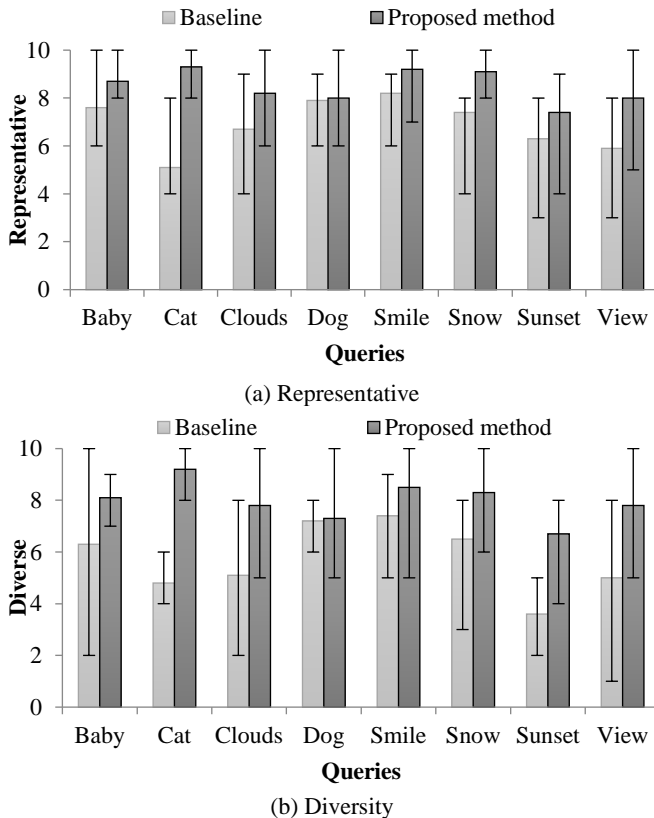 Baseline Proposed method
10
8
6
4
2
0
Representative
Baby Cat Clouds Dog Smile Snow Sunset View
Queries
(a) Representative
Baseline Proposed method
10
8
6
4
2
0
Diverse
Baby Cat Clouds Dog Smile Snow Sunset View
Queries
(b) Diversity